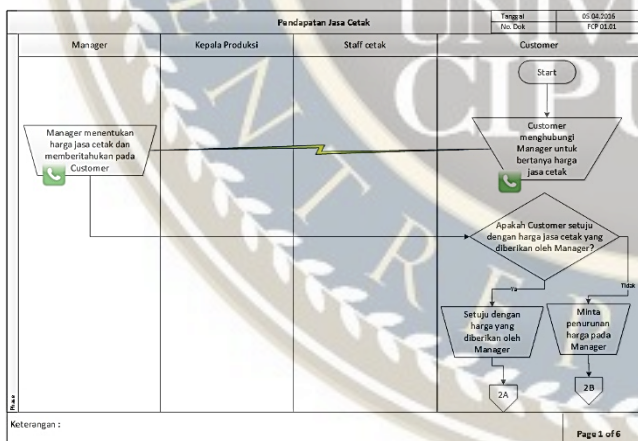 Pendapatan Jasa Cetak
Tanggal 05.04.2016
No. Dok FCP 01.01
Manager
Kepala Produksi
Staff cetak
Customer
Start
Manager menentukan
harga jasa cetak dan
memberitahukan pada
Customer
Customer
menghubungi
Manager untuk
bertanya harga
jasa cetak
Apakah Customer setuju
dengan harga jasa cetak yang
diberikan oleh Manager?
Ya
Tidak
Setuju dengan
harga yang
diberikan oleh
Manager
Minta
penurunan
harga pada
Manager
2A
2B
Phase
Keterangan :
Page 1 of 6